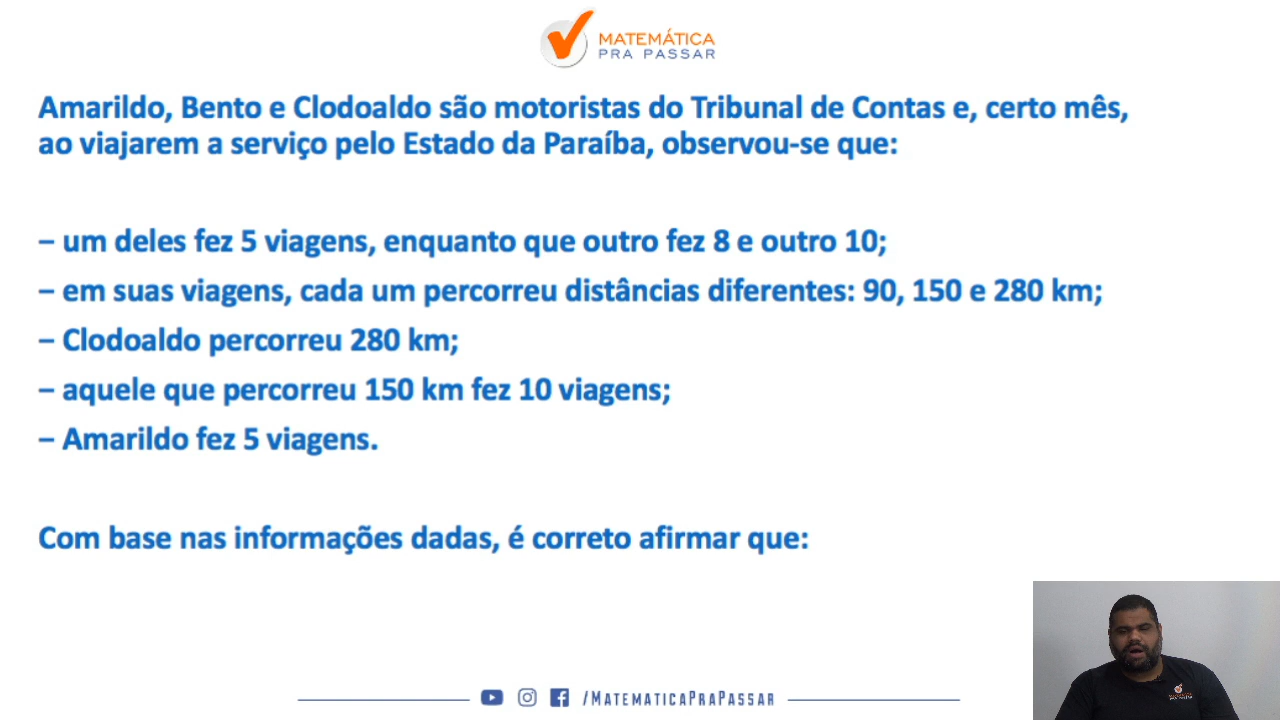 MATEMÁTICA
PRA PASSAR
Amarildo, Bento e Clodoaldo são motoristas do Tribunal de Contas e, certo mês,
ao viajarem a serviço pelo Estado da Paraíba, observou-se que:
– um deles fez 5 viagens, enquanto que outro fez 8 e outro 10;
– em suas viagens, cada um percorreu distâncias diferentes: 90, 150 e 280 km;
– Clodoaldo percorreu 280 km;
– aquele que percorreu 150 km fez 10 viagens;
– Amarildo fez 5 viagens.
Com base nas informações dadas, é correto afirmar que:
/MATEMATICAPRAPASSAR